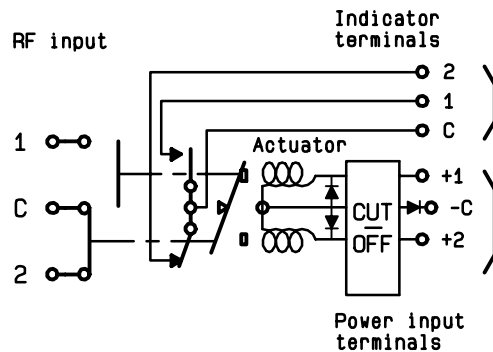 RF input
Indicator
terminals
2
1
C
Actuator
1
C
2
+1
-C
+2
CUT
OFF
Power input
terminals